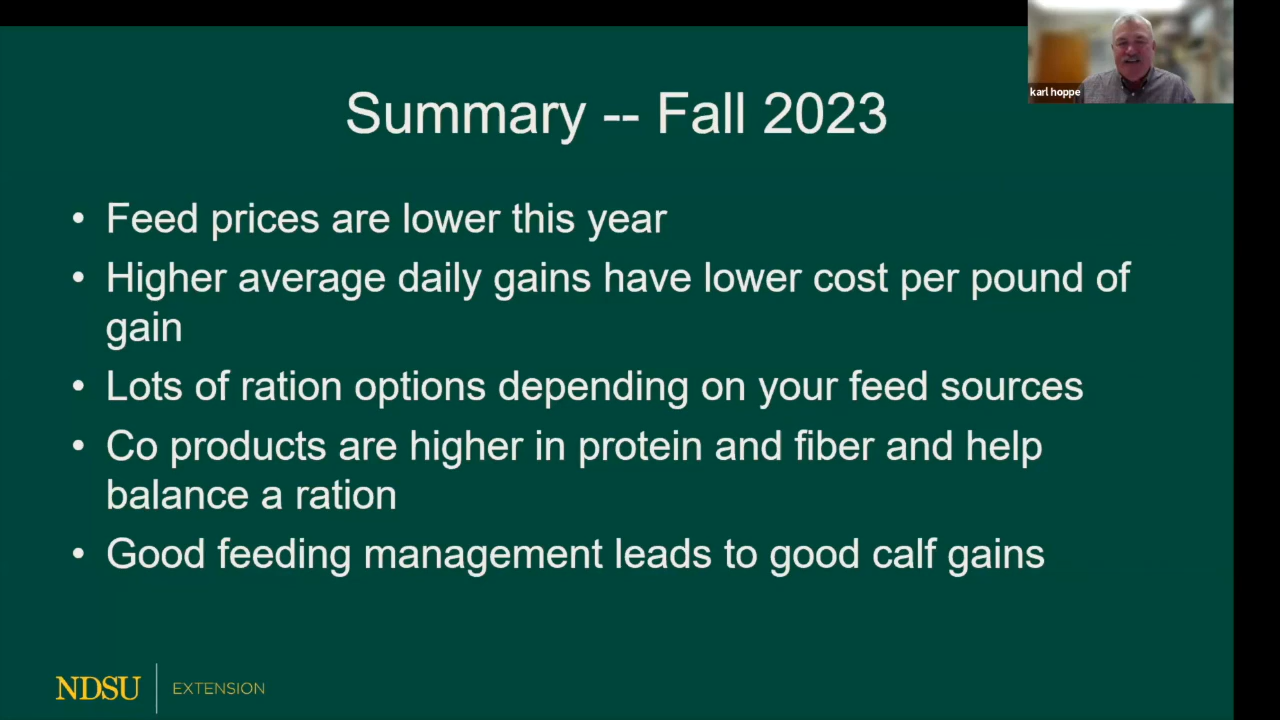 karl hoppe
Summary -- Fall 2023
• Feed prices are lower this year
• Higher average daily gains have lower cost per pound of
gain
• Lots of ration options depending on your feed sources
• Co products are higher in protein and fiber and help
balance a ration
• Good feeding management leads to good calf gains
NDSU EXTENSION